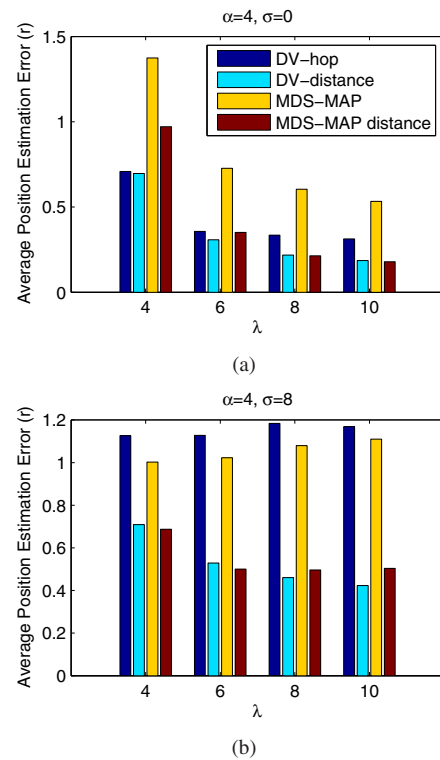 α=4, σ=0
Average Position Estimation Error (r)
1.5
1
0.5
0
DV−hop
DV−distance
MDS−MAP
MDS−MAP distance
4 6 8 10
λ
(a)
α=4, σ=8
Average Position Estimation Error (r)
1.2
1
0.8
0.6
0.4
0.2
0
4 6 8 10
λ
(b)